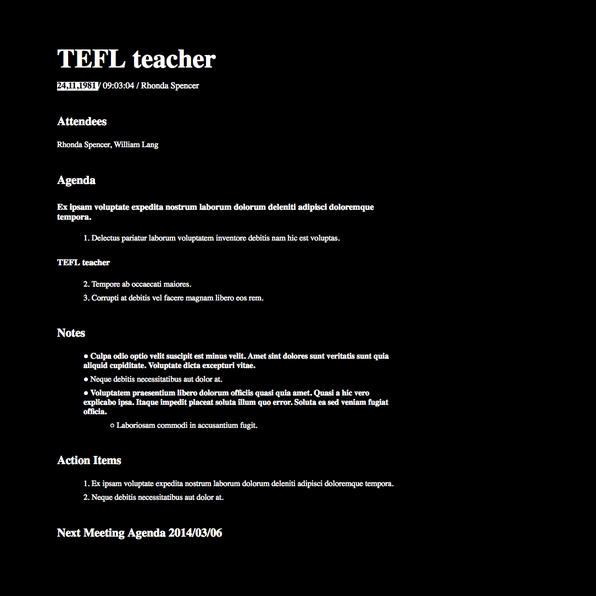 TEFL teacher
24.11.1981 / 09:03:04 / Rhonda Spencer
Attendees
Rhonda Spencer, William Lang
Agenda
Ex ipsam voluptate expedita nostrum laborum dolorum deleniti adipisci doloremque
tempora.
1. Delectus pariatur laborum voluptatem inventore debitis nam hic est voluptas.
TEFL teacher
2. Tempore ab occaecati maiores.
3. Corrupti at debitis vel facere magnam libero eos rem.
Notes
● Culpa odio optio velit suscipit est minus velit. Amet sint dolores sunt veritatis sunt quia
aliquid cupiditate. Voluptate dicta excepturi vitae.
● Neque debitis necessitatibus aut dolor at.
● Voluptatem praesentium libero dolorum officiis quasi quia amet. Quasi a hic vero
explicabo ipsa. Itaque impedit placeat soluta illum quo error. Soluta ea sed veniam fugiat
officia.
○ Laboriosam commodi in accusantium fugit.
Action Items
1. Ex ipsam voluptate expedita nostrum laborum dolorum deleniti adipisci doloremque tempora.
2. Neque debitis necessitatibus aut dolor at.
Next Meeting Agenda 2014/03/06